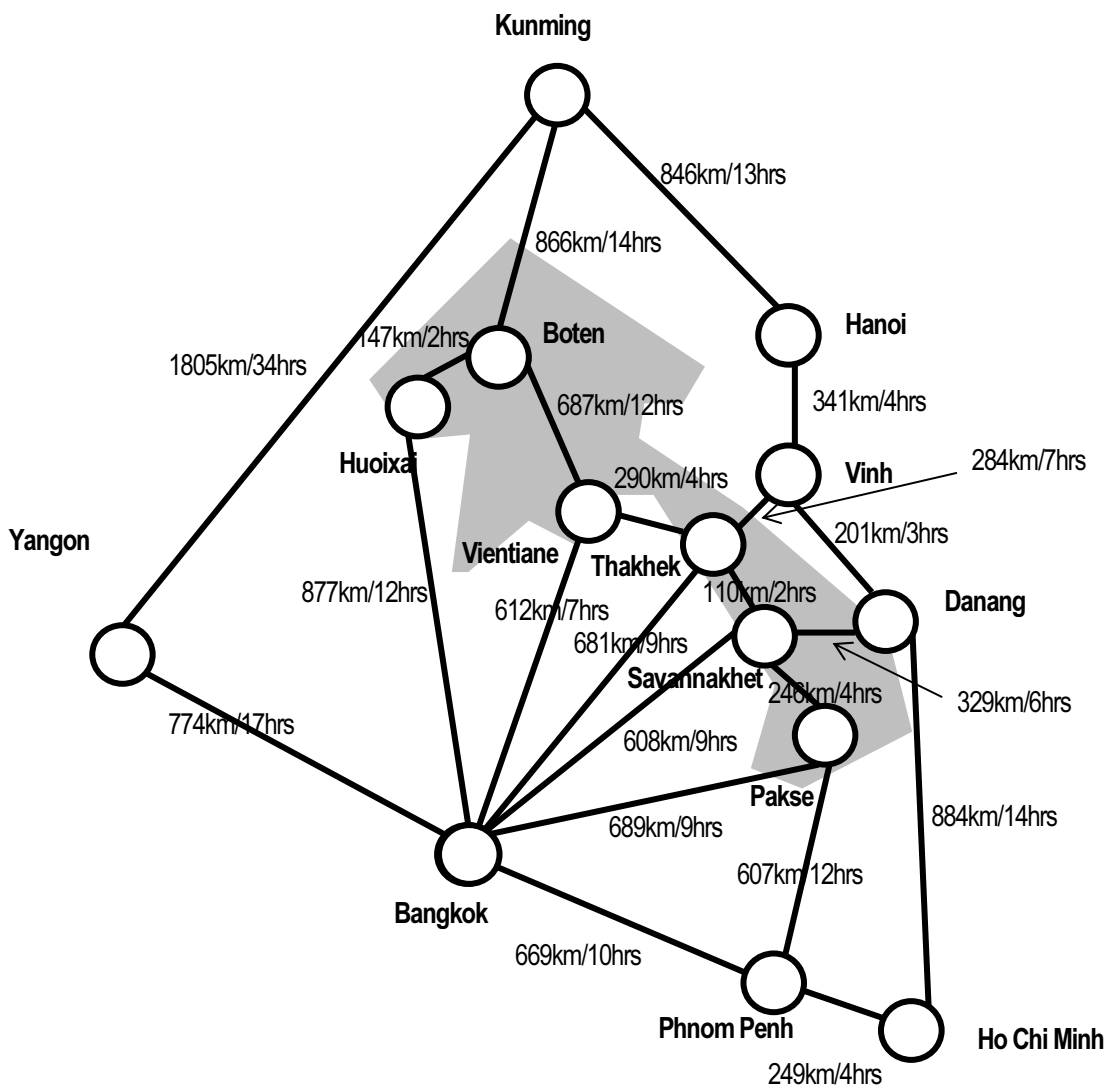 Kunming
846km/13hrs
866km/14hrs
Hanoi
Boten
147km/2hrs
1805km/34hrs
687km/12hrs
341km/4hrs
Huoixai
290km/4hrs
Vinh
284km/7hrs
Yangon
Vientiane
Thakhek
201km/3hrs
877km/12hrs
612km/7hrs
110km/2hrs
Danang
681km/9hrs
Savannakhet
246km/4hrs
329km/6hrs
774km/17hrs
608km/9hrs
Pakse
689km/9hrs
884km/14hrs
607km/12hrs
Bangkok
669km/10hrs
Phnom Penh
Ho Chi Minh
249km/4hrs